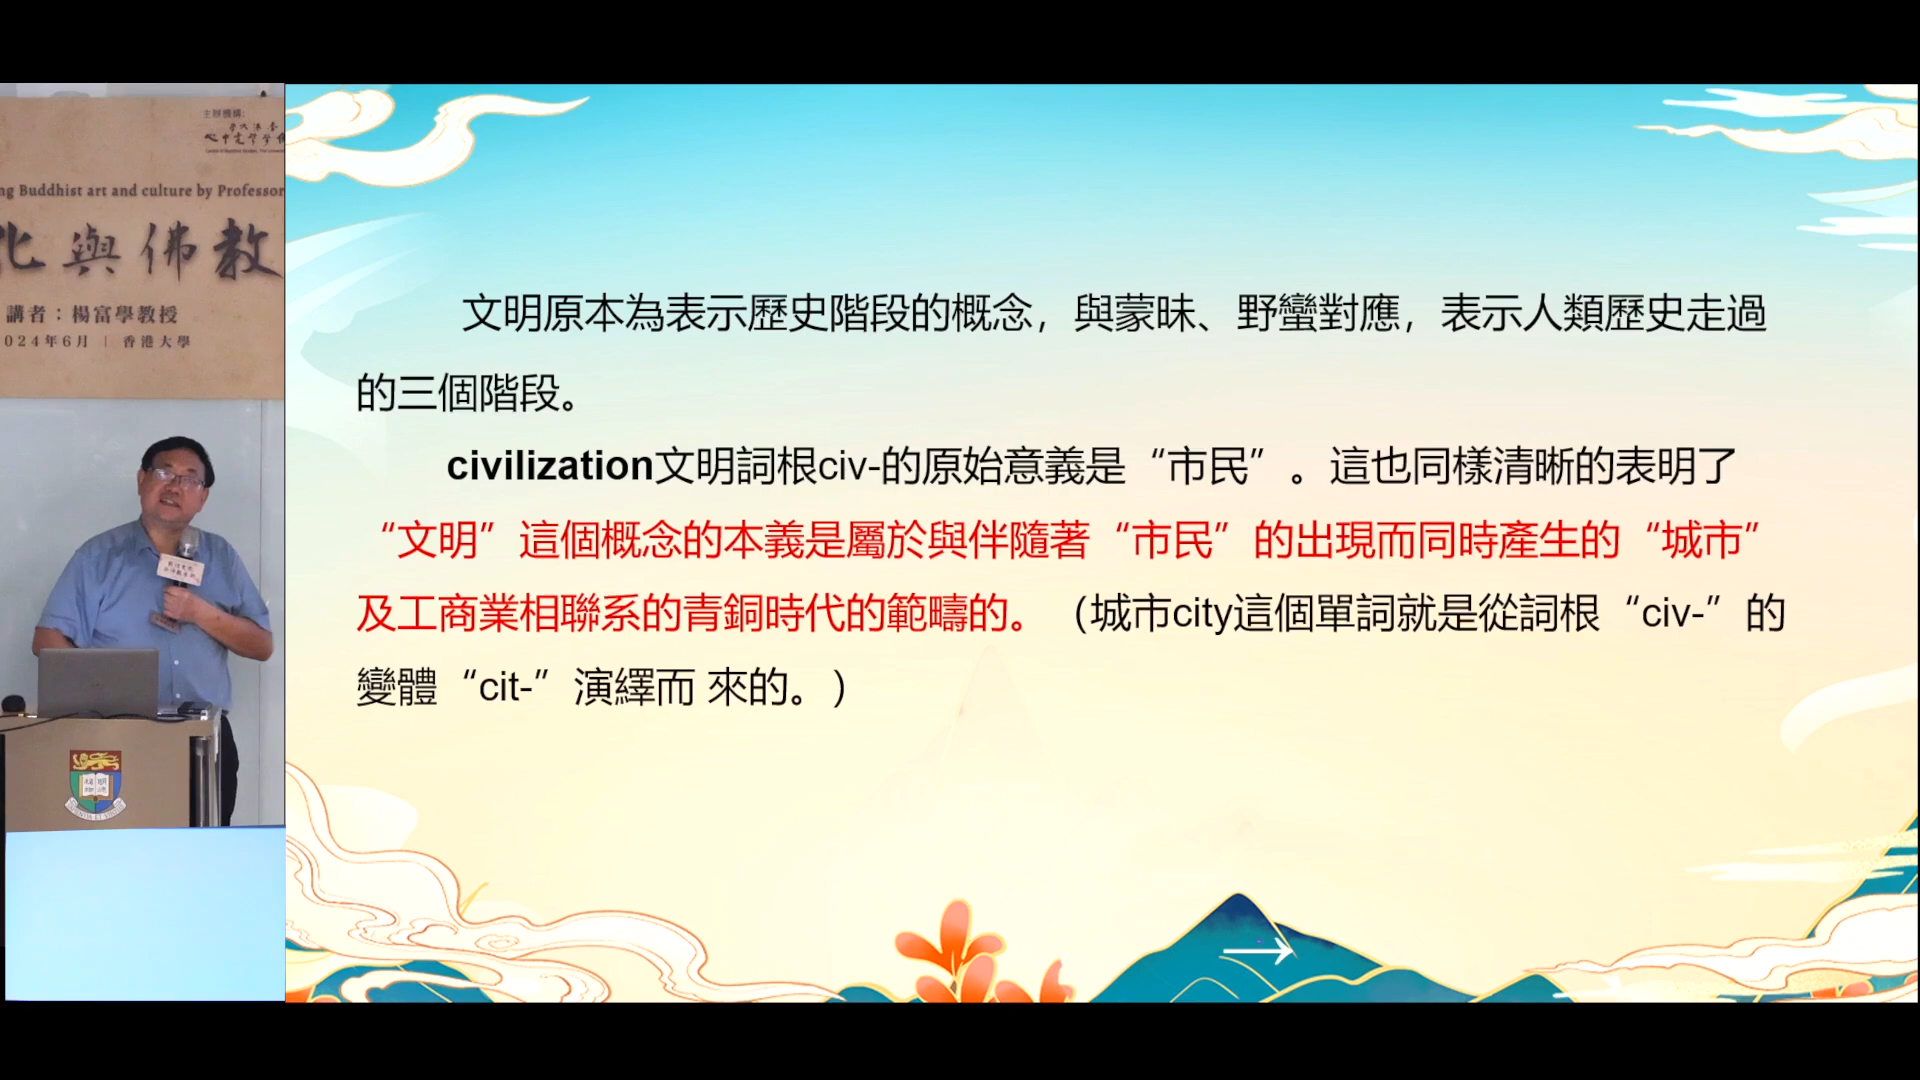 主辦機構:
ng Buddhist art and culture by Professor
化與佛教
講者：楊富學教授
024年6月 | 香港大學
文明原本為表示歷史階段的概念，與蒙昧、野蠻對應，表示人類歷史走過
的三個階段。
civilization文明詞根civ-的原始意義是“市民”。這也同樣清晰的表明了
“文明”這個概念的本義是屬於與伴隨著“市民”的出現而同時產生的“城市”
及工商業相聯系的青銅時代的範疇的。（城市city這個單詞就是從詞根“civ-”的
變體“cit-”演繹而 來的。）